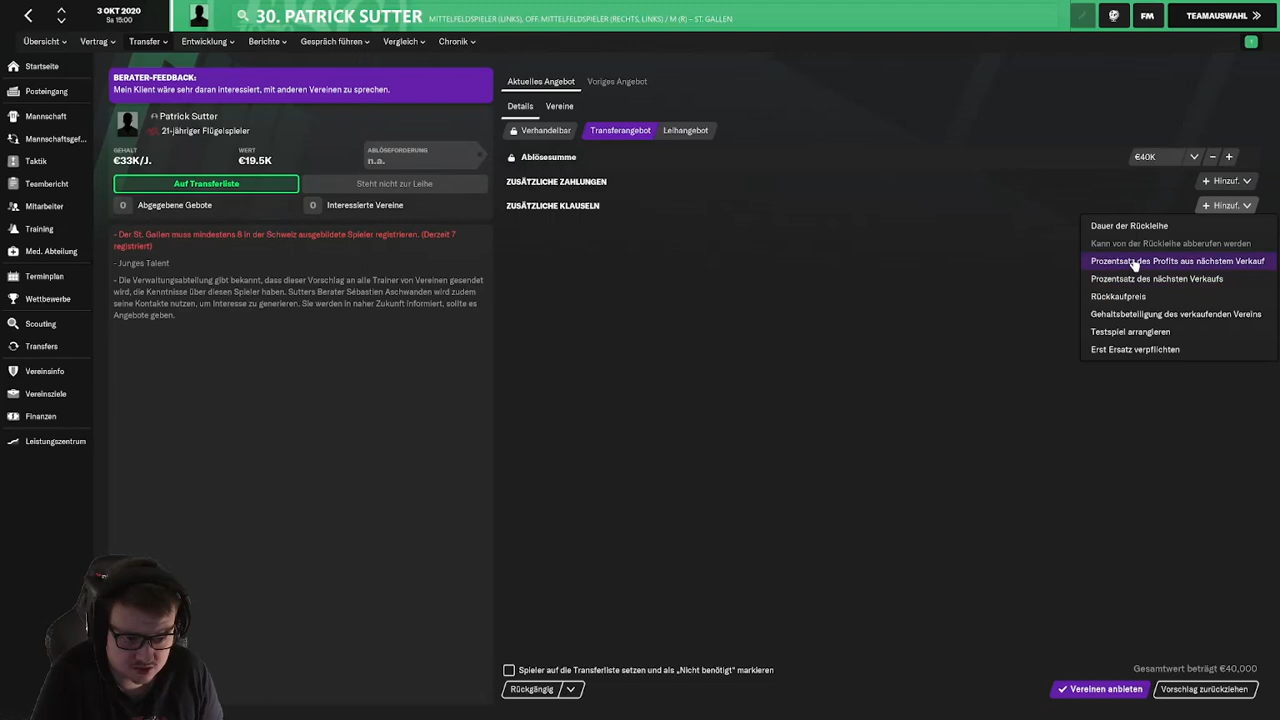 3 OKT 2020
Sa 15:00
30. PATRICK SUTTER
MITTELFELDSPIELER (LINKS), OFF. MITTELFELDSPIELER (RECHTS, LINKS) / M (R) – ST. GALLEN
FM
TEAMAUSWAHL
Übersicht
Vertrag
Transfer
Entwicklung
Berichte
Gespräch führen
Vergleich
Chronik
Startseite
Posteingang
Mannschaft
Mannschaftsgef...
Taktik
Teambericht
Mitarbeiter
Training
Med. Abteilung
Terminplan
Wettbewerbe
Scouting
Transfers
Vereinsinfo
Vereinsziele
Finanzen
Leistungszentrum
BERATER-FEEDBACK:
Mein Klient wäre sehr daran interessiert, mit anderen Vereinen zu sprechen.
Patrick Sutter
21-jähriger Flügelspieler
GEHALT
€33K/J.
WERT
€19.5K
ABLÖSEFORDERUNG
n.a.
Auf Transferliste
Steht nicht zur Leihe
0 Abgegebene Gebote
0 Interessierte Vereine
- Der St. Gallen muss mindestens 8 in der Schweiz ausgebildete Spieler registrieren. (Derzeit 7
registriert)
- Junges Talent
- Die Verwaltungsabteilung gibt bekannt, dass dieser Vorschlag an alle Trainer von Vereinen gesendet
wird, die Kenntnisse über diesen Spieler haben. Sutters Berater Sébastien Aschwanden wird zudem
seine Kontakte nutzen, um Interesse zu generieren. Sie werden in naher Zukunft informiert, sollte es
Angebote geben.
Aktuelles Angebot
Voriges Angebot
Details
Vereine
Verhandelbar
Transferangebot
Leihangebot
Ablösesumme
€40K
ZUSÄTZLICHE ZAHLUNGEN
+ Hinzuf.
ZUSÄTZLICHE KLAUSELN
+ Hinzuf.
Dauer der Rückleihe
Kann von der Rückleihe abberufen werden
Prozentsatz des Profits aus nächstem Verkauf
Prozentsatz des nächsten Verkaufs
Rückkaufpreis
Gehaltsbeteiligung des verkaufenden Vereins
Testspiel arrangieren
Erst Ersatz verpflichten
Spieler auf die Transferliste setzen und als „Nicht benötigt" markieren
Gesamtwert beträgt €40,000
Rückgängig
Vereinen anbieten
Vorschlag zurückziehen